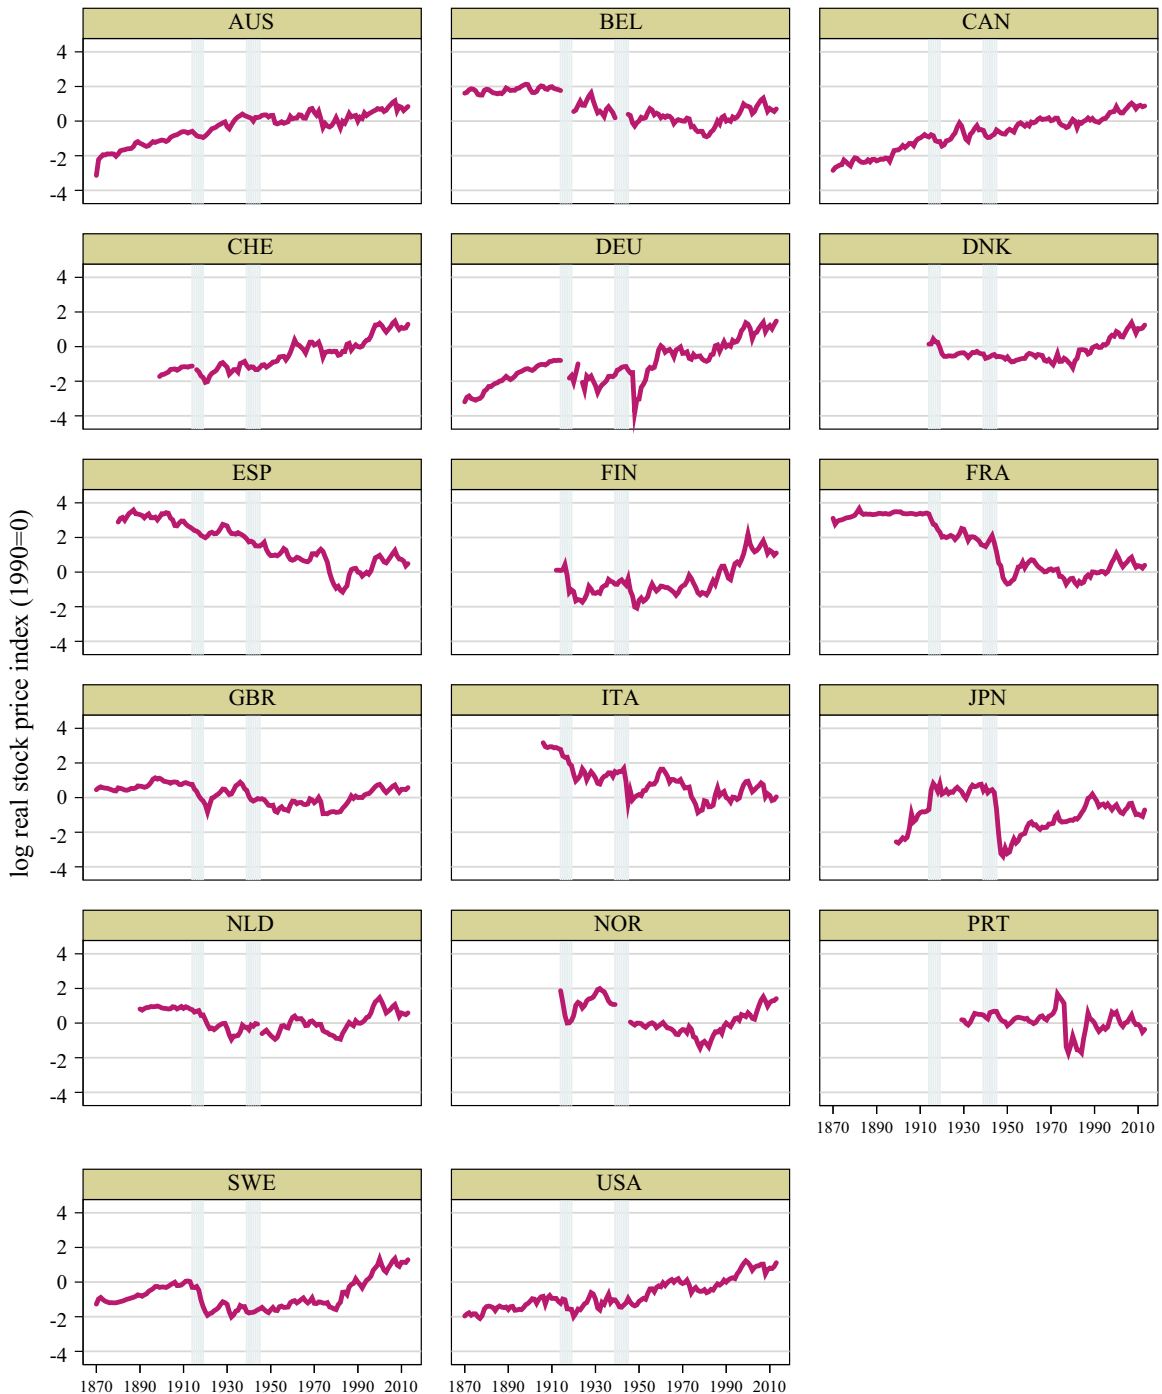 AUS
BEL
CAN
4
2
0
-2
-4
CHE
DEU
DNK
4
2
0
-2
-4
ESP
FIN
FRA
4
2
0
-2
-4
log real stock price index (1990=0)
GBR
ITA
JPN
4
2
0
-2
-4
NLD
NOR
PRT
4
2
0
-2
-4
1870 1890 1910 1930 1950 1970 1990 2010
SWE
USA
4
2
0
-2
-4
1870 1890 1910 1930 1950 1970 1990 2010
1870 1890 1910 1930 1950 1970 1990 2010